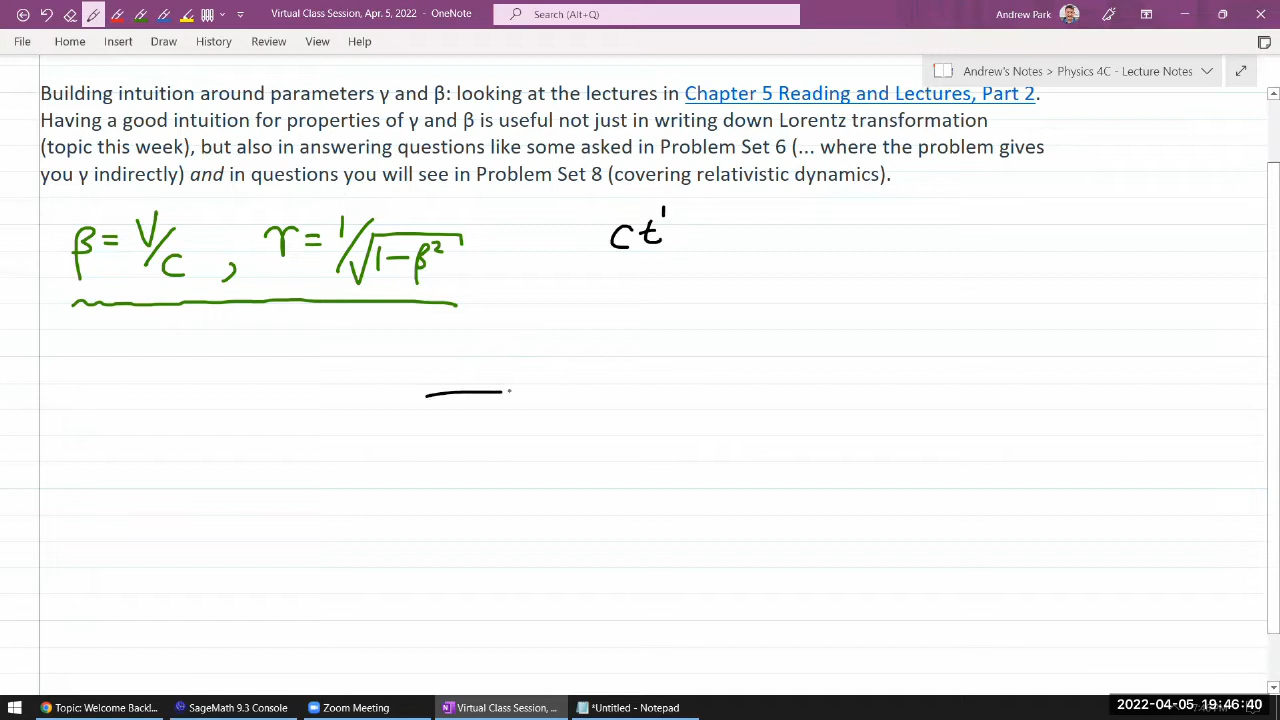 Virtual Class Session, Apr. 5, 2022 - OneNote
Search (Alt+Q)
Andrew Park
File Home Insert Draw History Review View Help
Andrew's Notes > Physics 4C - Lecture Notes
Building intuition around parameters γ and β: looking at the lectures in Chapter 5 Reading and Lectures, Part 2.
Having a good intuition for properties of γ and β is useful not just in writing down Lorentz transformation
(topic this week), but also in answering questions like some asked in Problem Set 6 (... where the problem gives
you γ indirectly) and in questions you will see in Problem Set 8 (covering relativistic dynamics).
β = V/C , γ = 1/√(1-β²) ct'
Topic: Welcome Backl... SageMath 9.3 Console Zoom Meeting Virtual Class Session, ... *Untitled - Notepad
2022-04-05 19:46:40